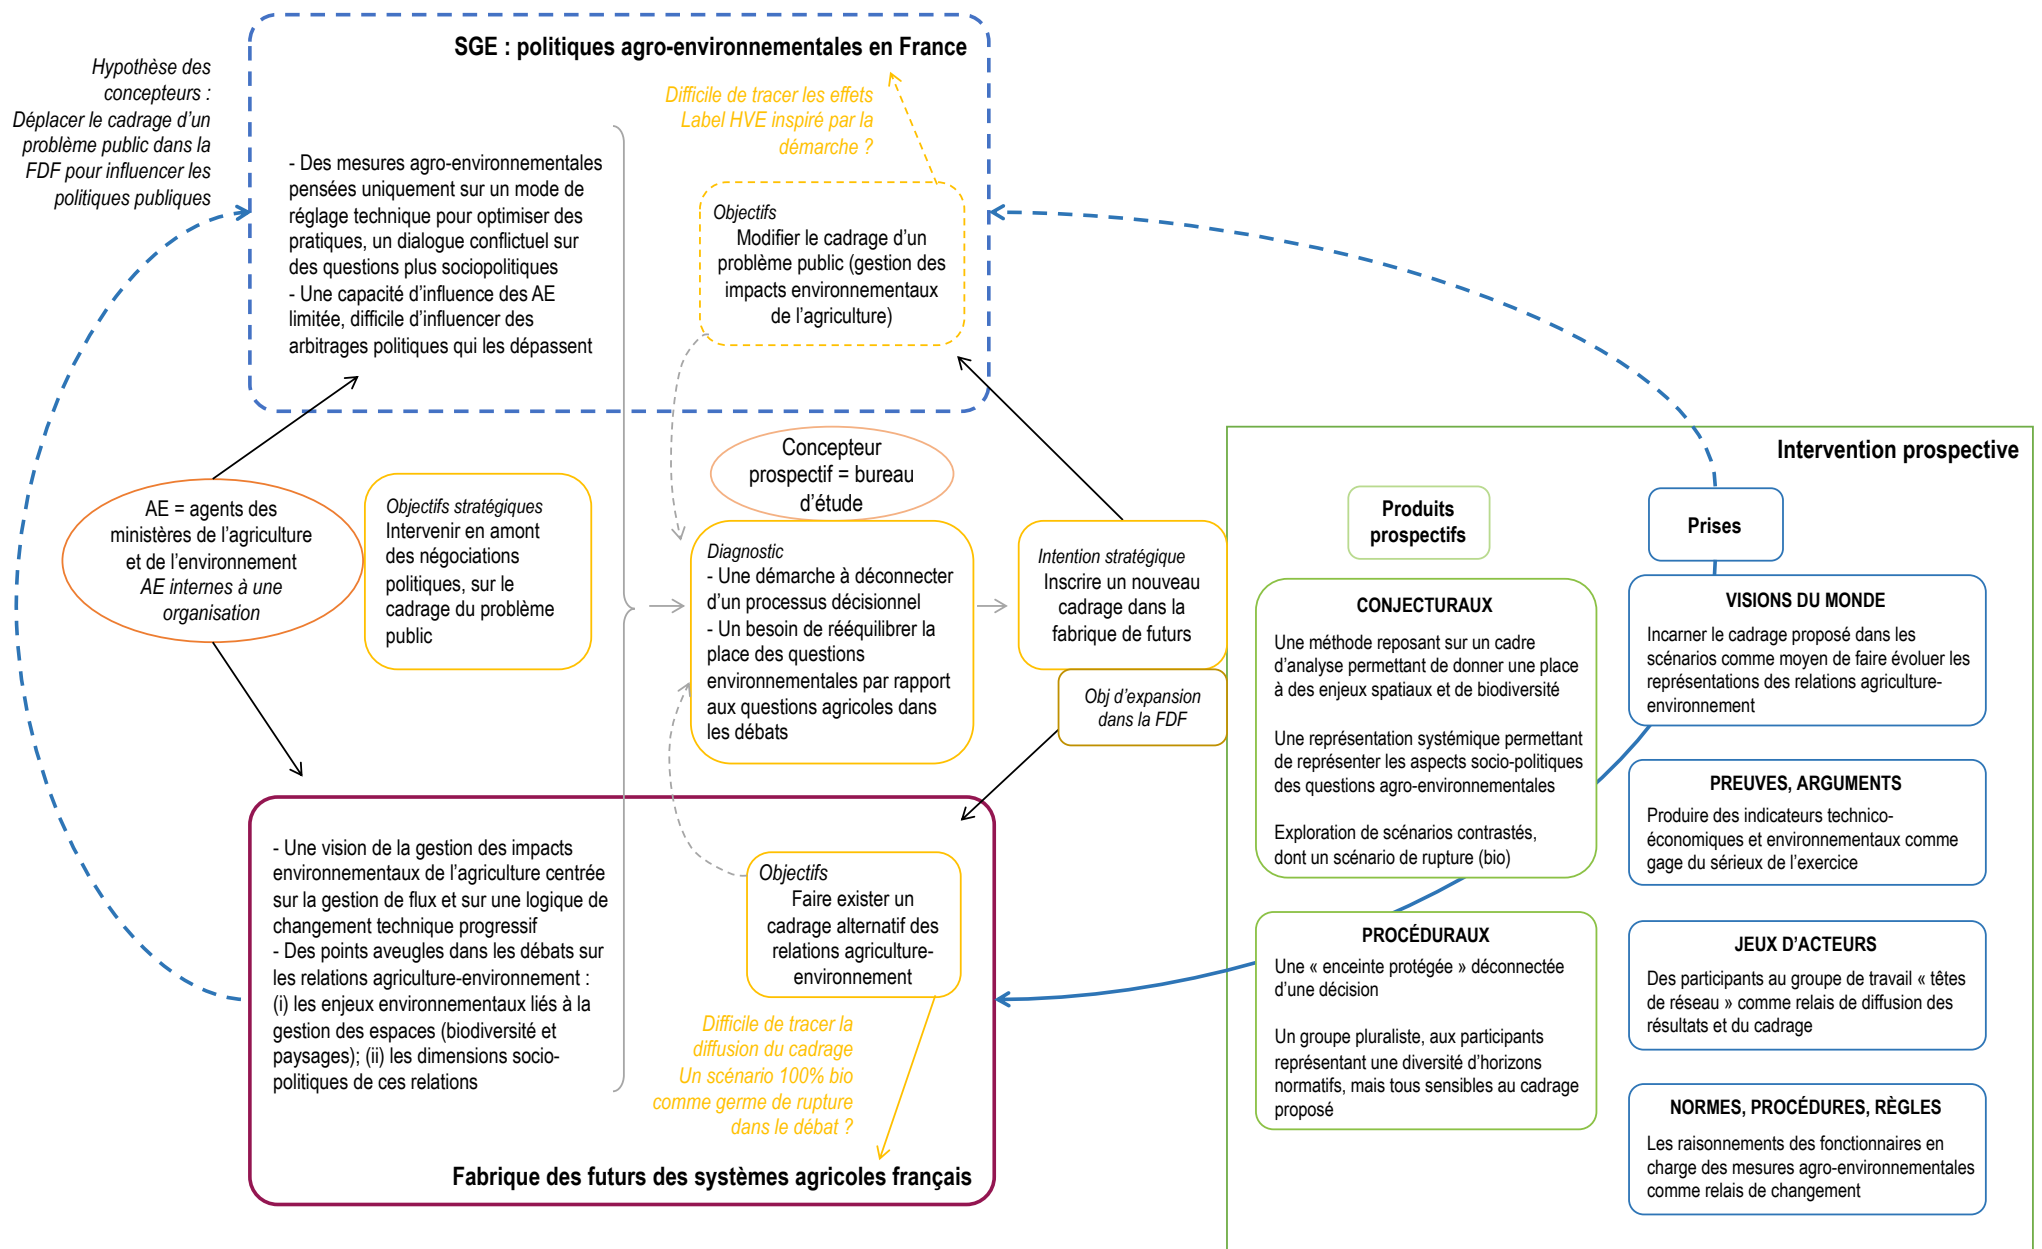 SGE : politiques agro-environnementales en France
Hypothèse des
concepteurs :
Déplacer le cadrage d’un
problème public dans la
FDF pour influencer les
politiques publiques
- Des mesures agro-environnementales
pensées uniquement sur un mode de
réglage technique pour optimiser des
pratiques, un dialogue conflictuel sur
des questions plus sociopolitiques
- Une capacité d’influence des AE
limitée, difficile d’influencer des
arbitrages politiques qui les dépassent
Difficile de tracer les effets
Label HVE inspiré par la
démarche ?
Objectifs
Modifier le cadrage d’un
problème public (gestion des
impacts environnementaux
de l’agriculture)
AE = agents des
ministères de l’agriculture
et de l’environnement
AE internes à une
organisation
Objectifs stratégiques
Intervenir en amont
des négociations
politiques, sur le
cadrage du problème
public
Concepteur
prospectif = bureau
d’étude
Diagnostic
- Une démarche à déconnecter
d’un processus décisionnel
- Un besoin de rééquilibrer la
place des questions
environnementales par rapport
aux questions agricoles dans
les débats
Intention stratégique
Inscrire un nouveau
cadrage dans la
fabrique de futurs
Obj d’expansion
dans la FDF
- Une vision de la gestion des impacts
environnementaux de l’agriculture centrée
sur la gestion de flux et sur une logique de
changement technique progressif
- Des points aveugles dans les débats sur
les relations agriculture-environnement :
(i) les enjeux environnementaux liés à la
gestion des espaces (biodiversité et
paysages); (ii) les dimensions socio-
politiques de ces relations
Objectifs
Faire exister un
cadrage alternatif des
relations agriculture-
environnement
Difficile de tracer la
diffusion du cadrage
Un scénario 100% bio
comme germe de rupture
dans le débat ?
Fabrique des futurs des systèmes agricoles français
Intervention prospective
Produits
prospectifs
CONJECTURAUX
Une méthode reposant sur un cadre
d’analyse permettant de donner une place
à des enjeux spatiaux et de biodiversité
Une représentation systémique permettant
de représenter les aspects socio-politiques
des questions agro-environnementales
Exploration de scénarios contrastés,
dont un scénario de rupture (bio)
PROCÉDURAUX
Une « enceinte protégée » déconnectée
d’une décision
Un groupe pluraliste, aux participants
représentant une diversité d’horizons
normatifs, mais tous sensibles au cadrage
proposé
Prises
VISIONS DU MONDE
Incarner le cadrage proposé dans les
scénarios comme moyen de faire évoluer les
représentations des relations agriculture-
environnement
PREUVES, ARGUMENTS
Produire des indicateurs technico-
économiques et environnementaux comme
gage du sérieux de l’exercice
JEUX D’ACTEURS
Des participants au groupe de travail « têtes
de réseau » comme relais de diffusion des
résultats et du cadrage
NORMES, PROCÉDURES, RÈGLES
Les raisonnements des fonctionnaires en
charge des mesures agro-environnementales
comme relais de changement